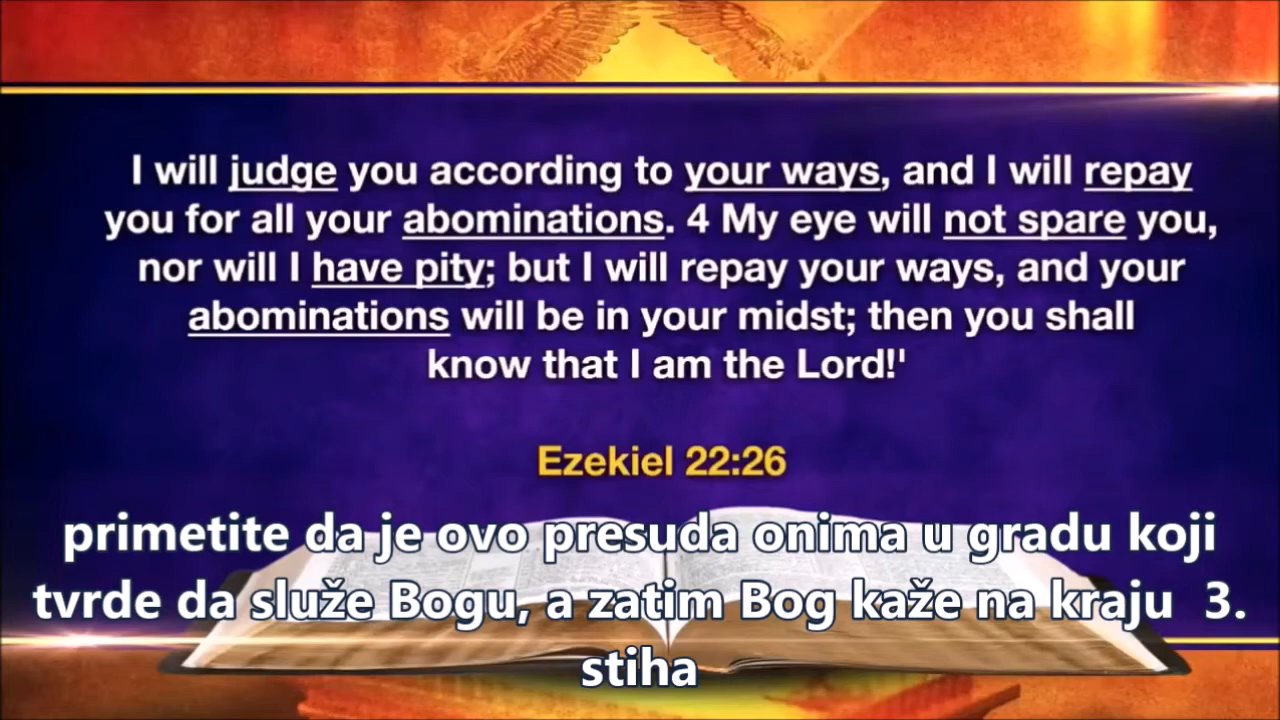 I will judge you according to your ways, and I will repay
you for all your abominations. 4 My eye will not spare you,
nor will I have pity; but I will repay your ways, and your
abominations will be in your midst; then you shall
know that I am the Lord!'
Ezekiel 22:26
primetite da je ovo presuda onima u gradu koji
tvrde da služe Bogu, a zatim Bog kaže na kraju 3.
stiha